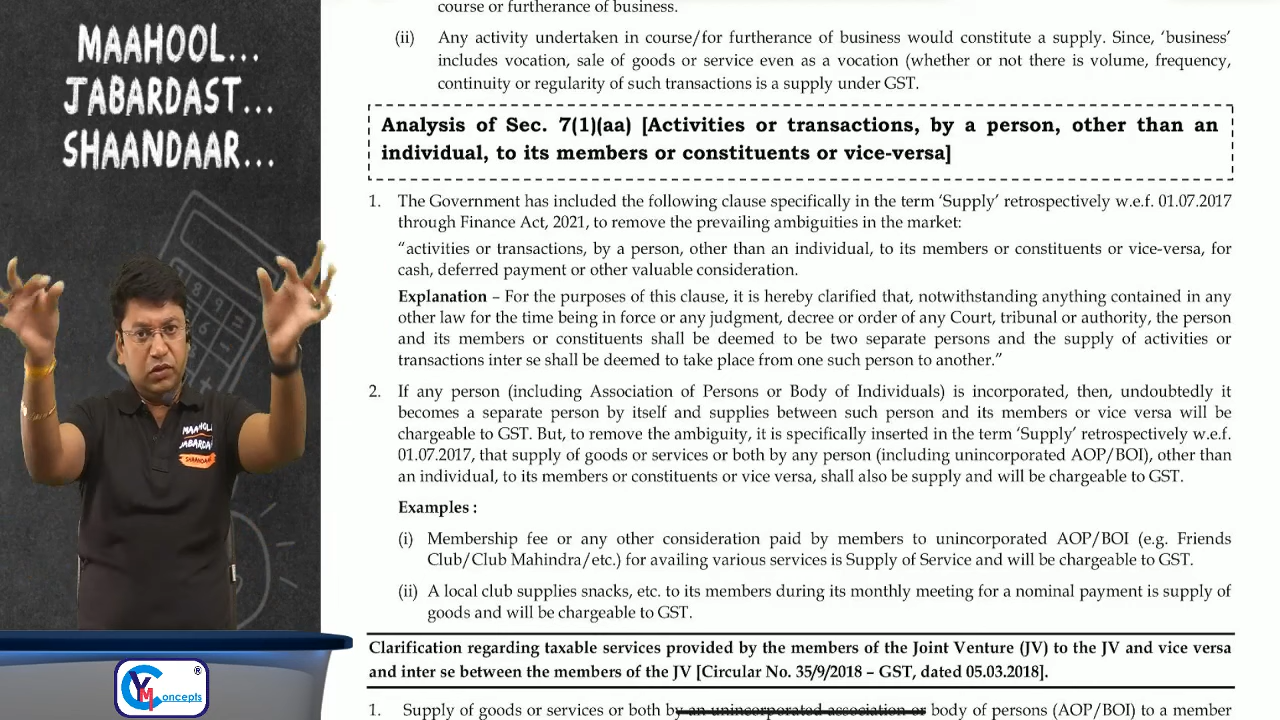 MAAHOOL...
JABARDAST...
SHAANDAAR...
course or furtherance of business.
(ii) Any activity undertaken in course/for furtherance of business would constitute a supply. Since, ‘business’
includes vocation, sale of goods or service even as a vocation (whether or not there is volume, frequency,
continuity or regularity of such transactions is a supply under GST.
Analysis of Sec. 7(1)(aa) [Activities or transactions, by a person, other than an
individual, to its members or constituents or vice-versa]
1. The Government has included the following clause specifically in the term ‘Supply’ retrospectively w.e.f. 01.07.2017
through Finance Act, 2021, to remove the prevailing ambiguities in the market:
“activities or transactions, by a person, other than an individual, to its members or constituents or vice-versa, for
cash, deferred payment or other valuable consideration.
Explanation – For the purposes of this clause, it is hereby clarified that, notwithstanding anything contained in any
other law for the time being in force or any judgment, decree or order of any Court, tribunal or authority, the person
and its members or constituents shall be deemed to be two separate persons and the supply of activities or
transactions inter se shall be deemed to take place from one such person to another.”
2. If any person (including Association of Persons or Body of Individuals) is incorporated, then, undoubtedly it
becomes a separate person by itself and supplies between such person and its members or vice versa will be
chargeable to GST. But, to remove the ambiguity, it is specifically inserted in the term ‘Supply’ retrospectively w.e.f.
01.07.2017, that supply of goods or services or both by any person (including unincorporated AOP/BOI), other than
an individual, to its members or constituents or vice versa, shall also be supply and will be chargeable to GST.
Examples :
(i) Membership fee or any other consideration paid by members to unincorporated AOP/BOI (e.g. Friends
Club/Club Mahindra/etc.) for availing various services is Supply of Service and will be chargeable to GST.
(ii) A local club supplies snacks, etc. to its members during its monthly meeting for a nominal payment is supply of
goods and will be chargeable to GST.
Clarification regarding taxable services provided by the members of the Joint Venture (JV) to the JV and vice versa
and inter se between the members of the JV [Circular No. 35/9/2018 – GST, dated 05.03.2018].
1. Supply of goods or services or both by an unincorporated association or body of persons (AOP/BOI) to a member
MAAHOOL
JABARDAST
SHAANDAAR
CYM oncepts ®